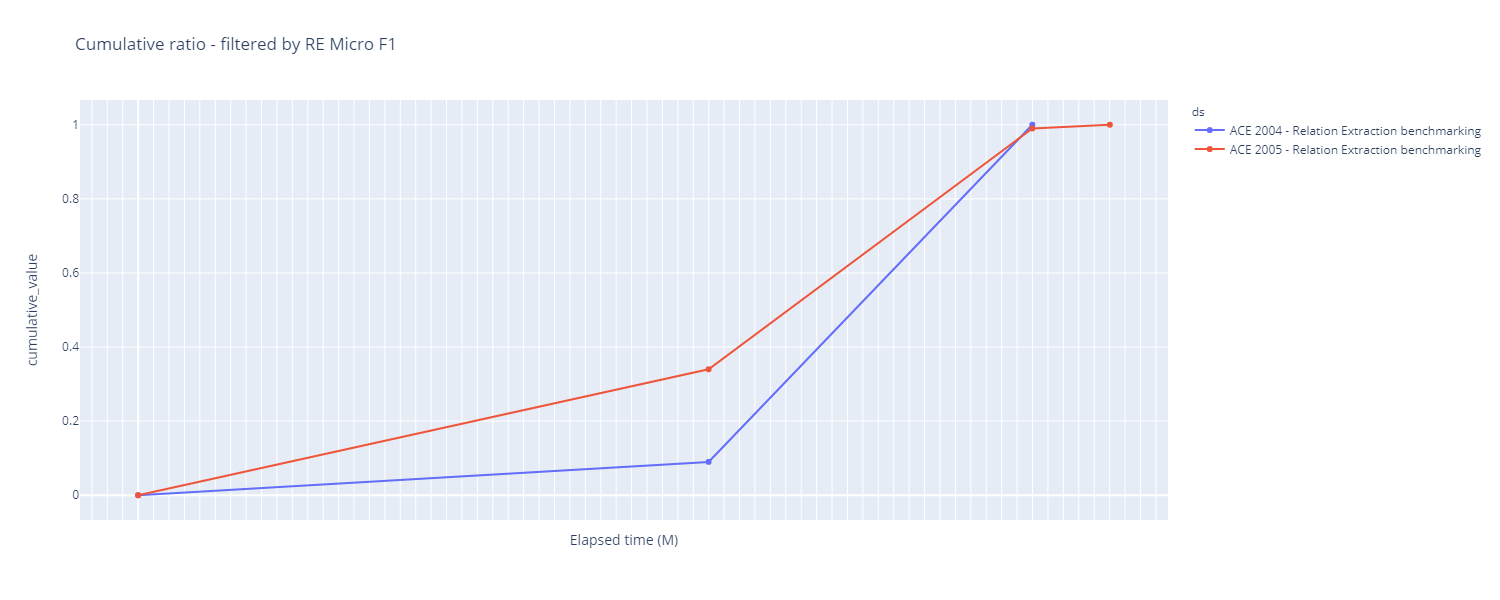 Cumulative ratio - filtered by RE Micro F1
ds
ACE 2004 - Relation Extraction benchmarking
ACE 2005 - Relation Extraction benchmarking
cumulative_value
1
0.8
0.6
0.4
0.2
0
Elapsed time (M)